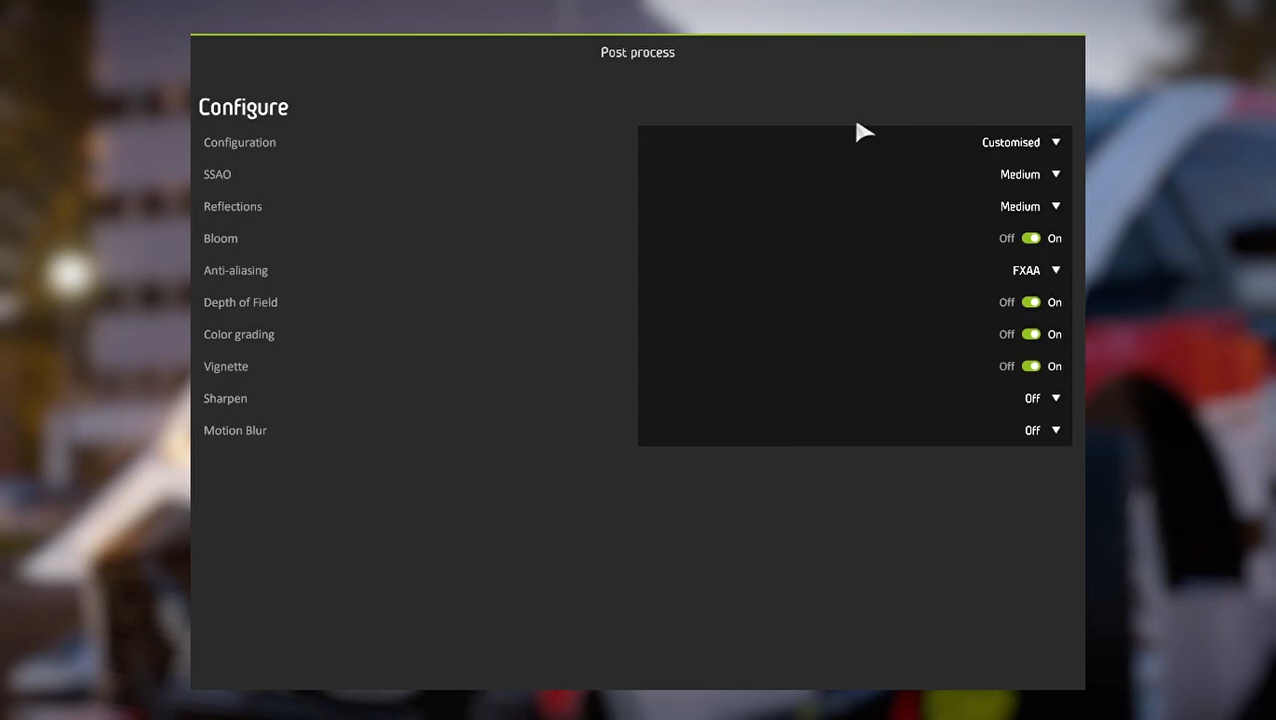 Post process
Configure
Configuration Customised
SSAO Medium
Reflections Medium
Bloom Off On
Anti-aliasing FXAA
Depth of Field Off On
Color grading Off On
Vignette Off On
Sharpen Off
Motion Blur Off